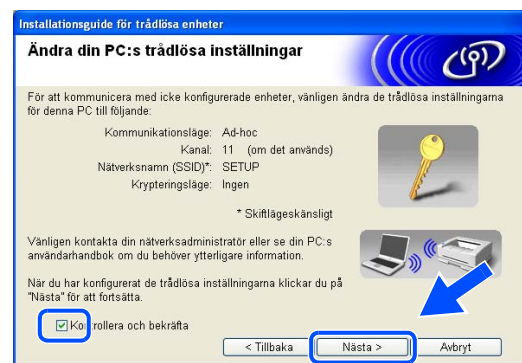 Installationsguide för trådlösa enheter
Ändra din PC:s trådlösa inställningar
För att kommunicera med icke konfigurerade enheter, vänligen ändra de trådlösa inställningarna
för denna PC till följande:
Kommunikationsläge: Ad-hoc
Kanal: 11 (om det används)
Nätverksnamn (SSID)*: SETUP
Krypteringsläge: Ingen
* Skiftlägeskänsligt
Vänligen kontakta din nätverksadministratör eller se din PC:s
användarhandbok om du behöver ytterligare information.
När du har konfigurerat de trådlösa inställningarna klickar du på
"Nästa" för att fortsätta.
Kontrollera och bekräfta
< Tillbaka Nästa > Avbryt